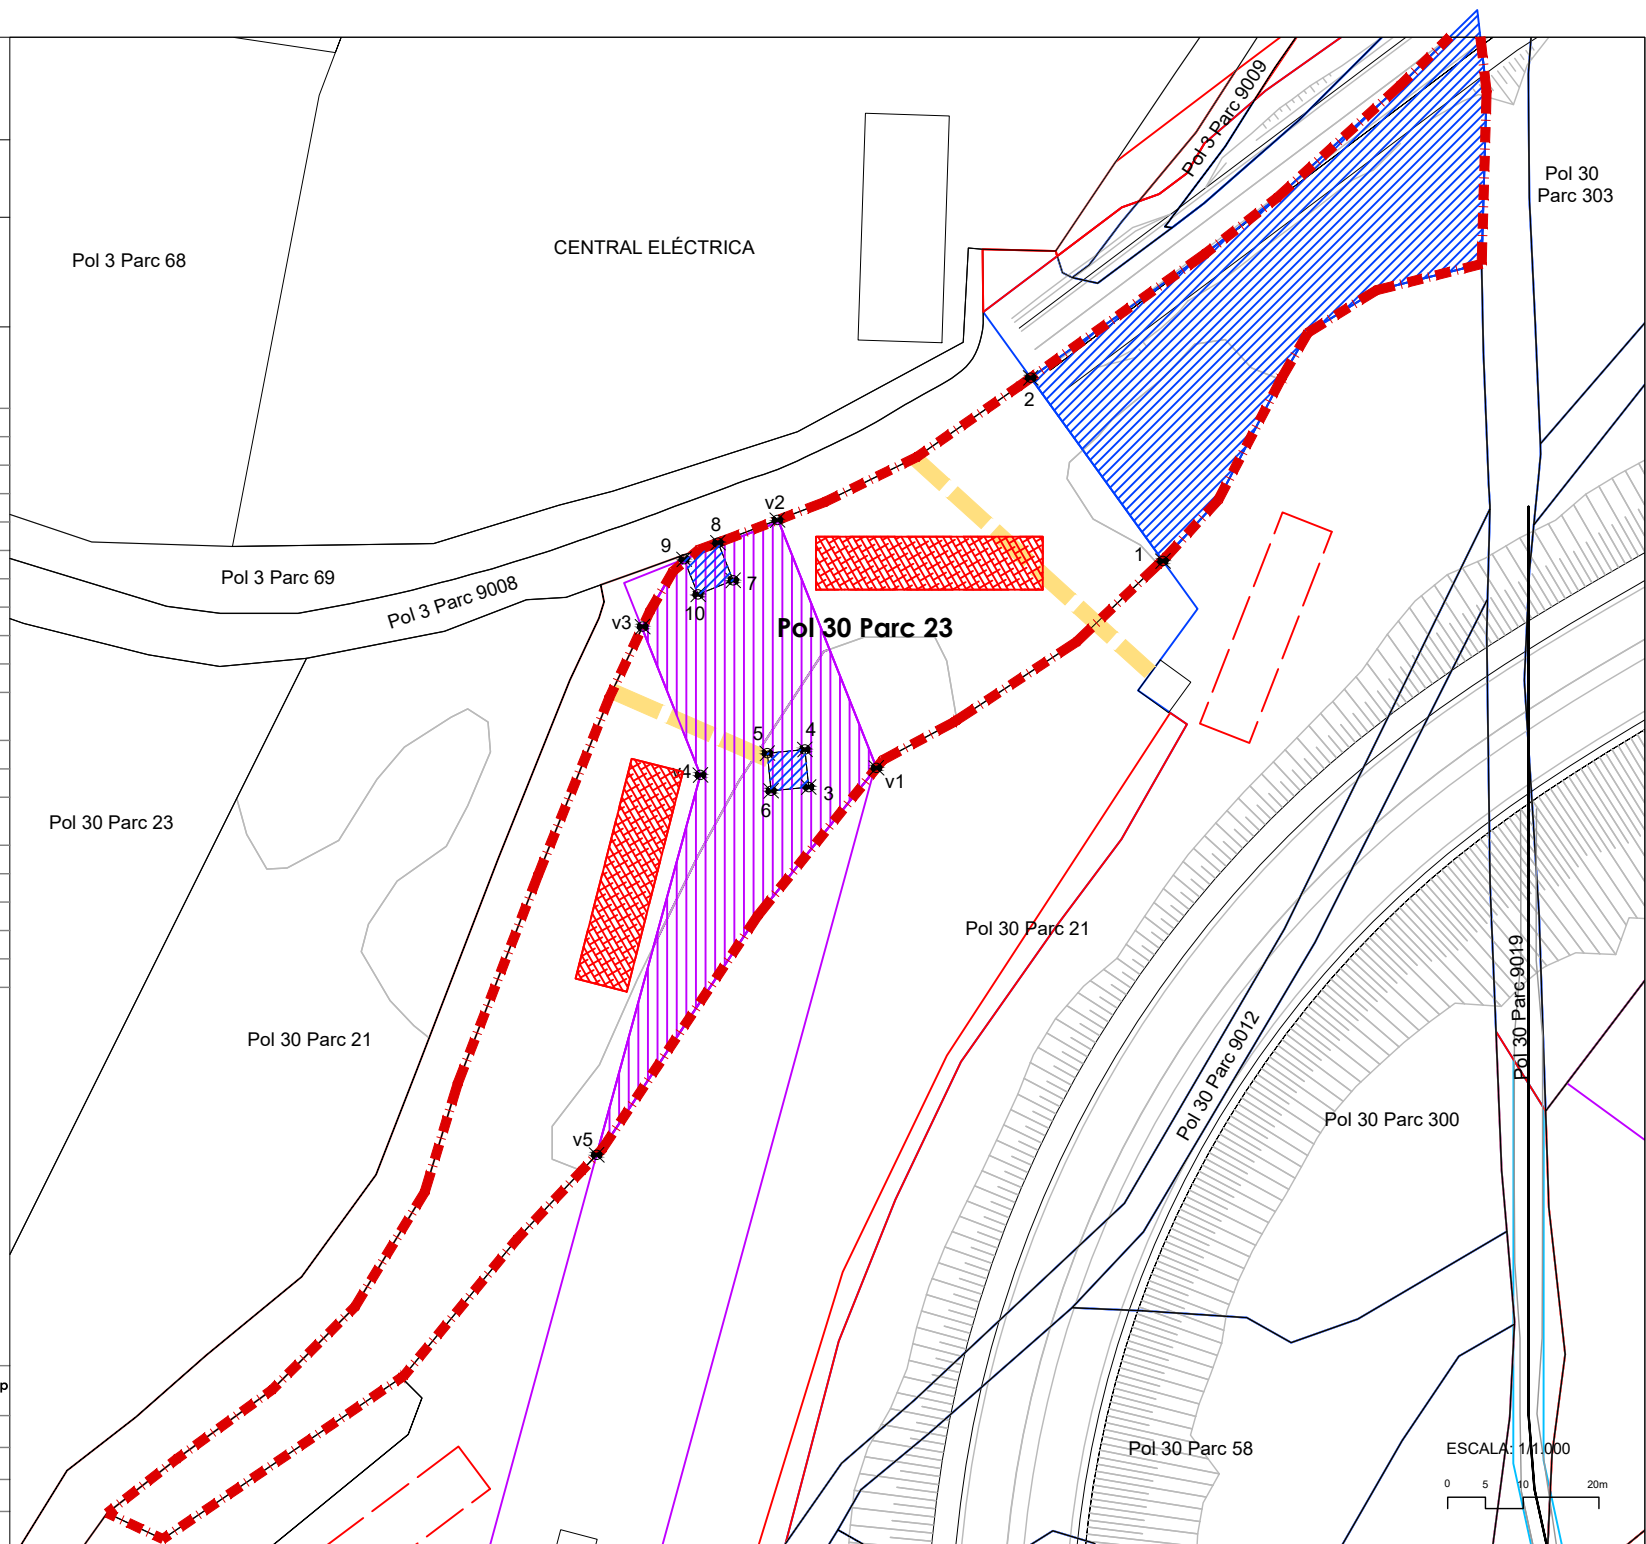 Pol 3 Parc 9009
Pol 30
Parc 303
CENTRAL ELÉCTRICA
Pol 3 Parc 68
2
v2
8
9
1
Pol 3 Parc 69
7
Pol 3 Parc 9008
10
v3
Pol 30 Parc 23
5
4
v4
v1
3
6
Pol 30 Parc 23
Pol 30 Parc 21
Pol 30 Parc 9019
Pol 30 Parc 21
Pol 30 Parc 9012
Pol 30 Parc 300
v5
p
Pol 30 Parc 58
ESCALA: 1/1.000
0 5 10 20m